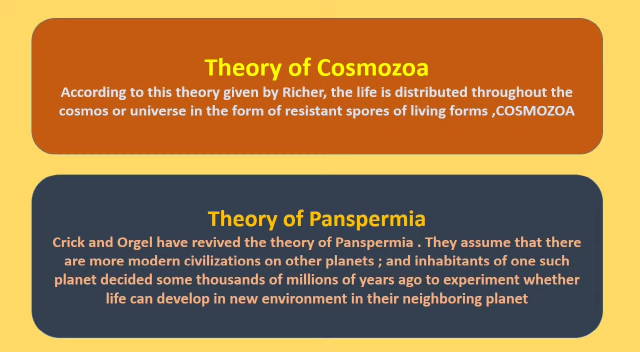 Theory of Cosmozoa
According to this theory given by Richer, the life is distributed throughout the
cosmos or universe in the form of resistant spores of living forms ,COSMOZOA
Theory of Panspermia
Crick and Orgel have revived the theory of Panspermia . They assume that there
are more modern civilizations on other planets ; and inhabitants of one such
planet decided some thousands of millions of years ago to experiment whether
life can develop in new environment in their neighboring planet